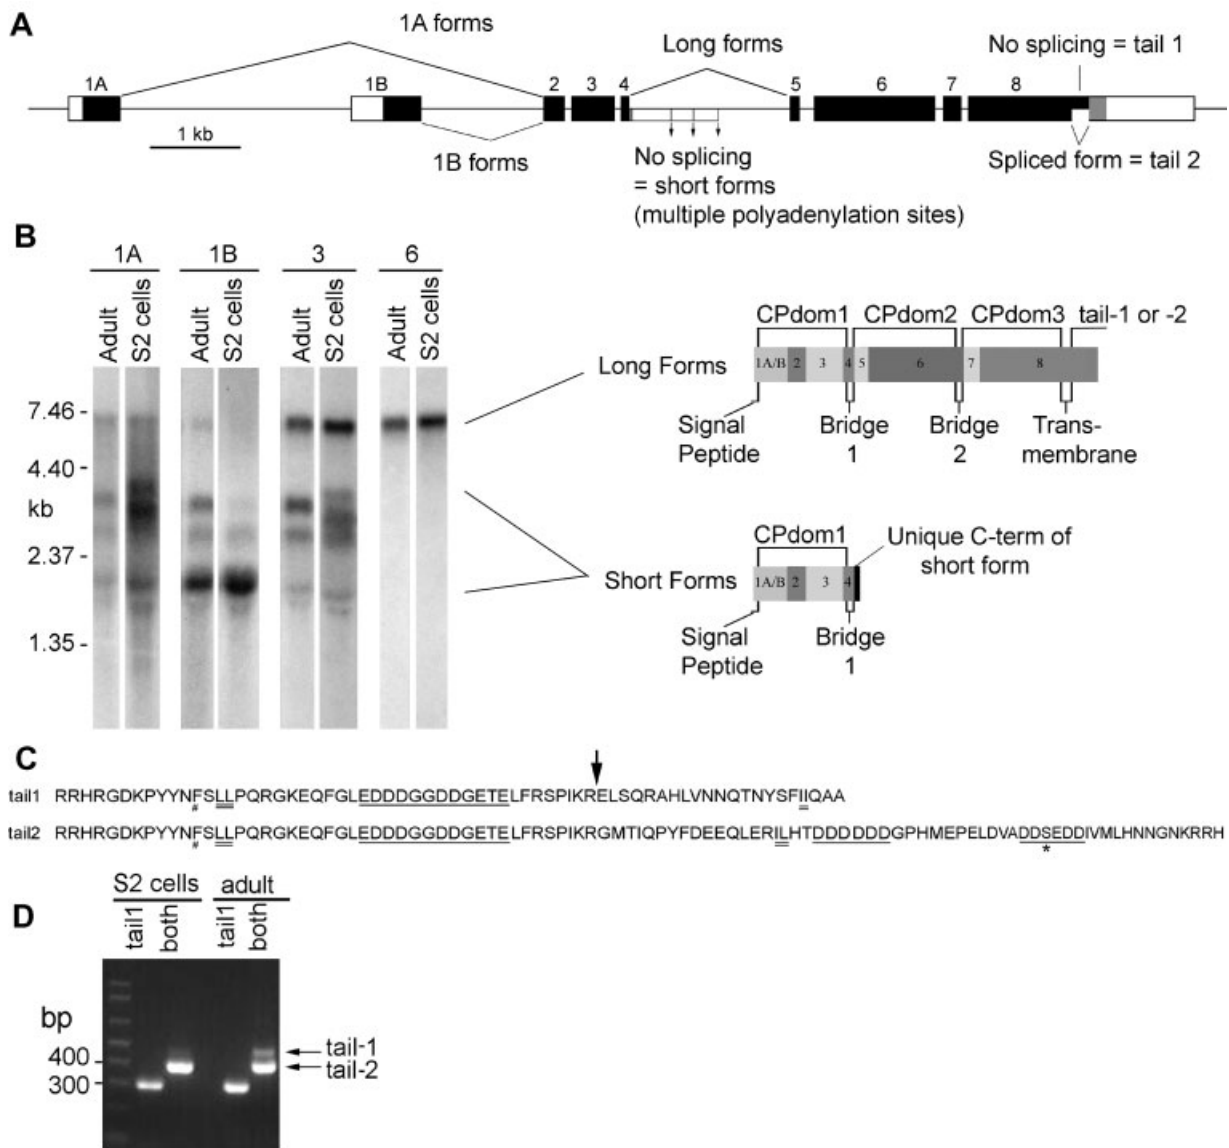 A
1A forms
Long forms
No splicing = tail 1
1A
1B
2
3
4
5
6
7
8
1 kb
1B forms
No splicing
= short forms
(multiple polyadenylation sites)
Spliced form = tail 2
B
1A
1B
3
6
Adult
S2 cells
Adult
S2 cells
Adult
S2 cells
Adult
S2 cells
7.46 -
4.40 -
kb
2.37 -
1.35 -
CPdom1
CPdom2
CPdom3
tail-1 or -2
Long Forms
1A/B
2
3
4
5
6
7
8
Signal
Peptide
Bridge
1
Bridge
2
Trans-
membrane
CPdom1
Unique C-term of
short form
Short Forms
1A/B
2
3
4
Signal
Peptide
Bridge
1
C
tail1 RRHRGDKPYYNFSLLPQRGKEQFGLEDDDGGDDGETELFRSPIKRELSQRAHLVNNQTNYSFIIQAA
#
tail2 RRHRGDKPYYNFSLLPQRGKEQFGLEDDDGGDDGETELFRSPIKRGMTIQPYFDEEQLERILHTDDDDDDGPHMEPELDVADDSEDDIVMLHNNGNKRRH
# *
D
S2 cells
adult
tail1
both
tail1
both
bp
400 -
300 -
tail-1
tail-2